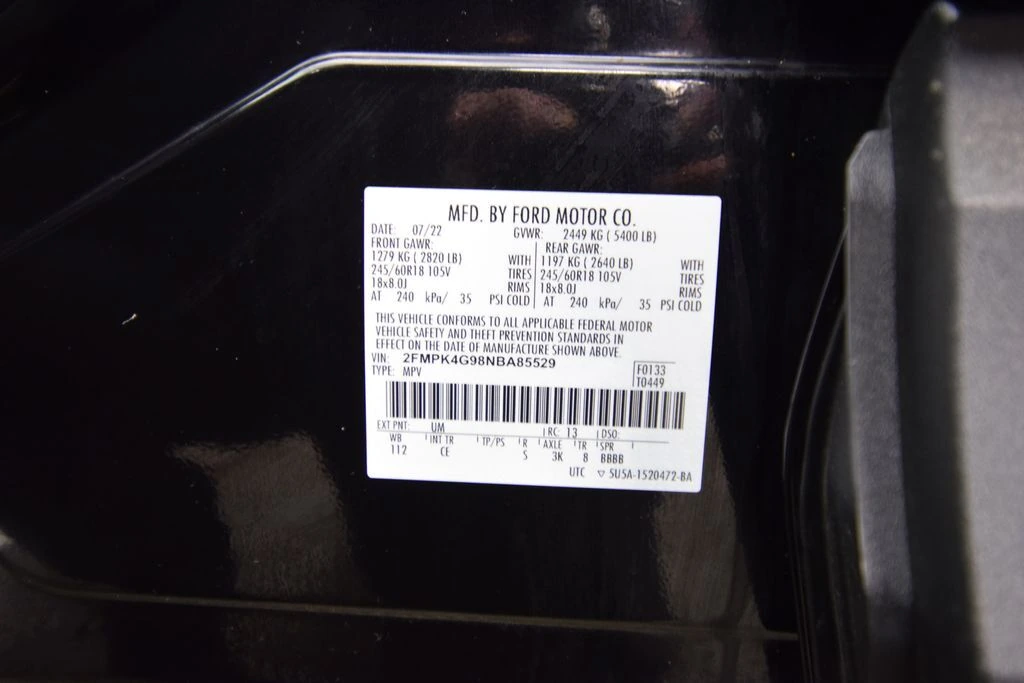 MFD. BY FORD MOTOR CO.
DATE: 07/22 GVWR: 2449 KG ( 5400 LB)
FRONT GAWR: REAR GAWR:
1279 KG ( 2820 LB) WITH 1197 KG ( 2640 LB) WITH
245/60R18 105V TIRES 245/60R18 105V TIRES
18x8.0J RIMS 18x8.0J RIMS
AT 240 kPa/ 35 PSI COLD AT 240 kPa/ 35 PSI COLD
THIS VEHICLE CONFORMS TO ALL APPLICABLE FEDERAL MOTOR
VEHICLE SAFETY AND THEFT PREVENTION STANDARDS IN
EFFECT ON THE DATE OF MANUFACTURE SHOWN ABOVE.
VIN: 2FMPK4G98NBA85529
TYPE: MPV
F0133
T0449
EXT PNT: UM RC: 13 DSO:
WB INT TR TP/PS R AXLE TR SPR
112 CE S 3K 8 BBBB
UTC ▽ 5U5A-1520472-BA